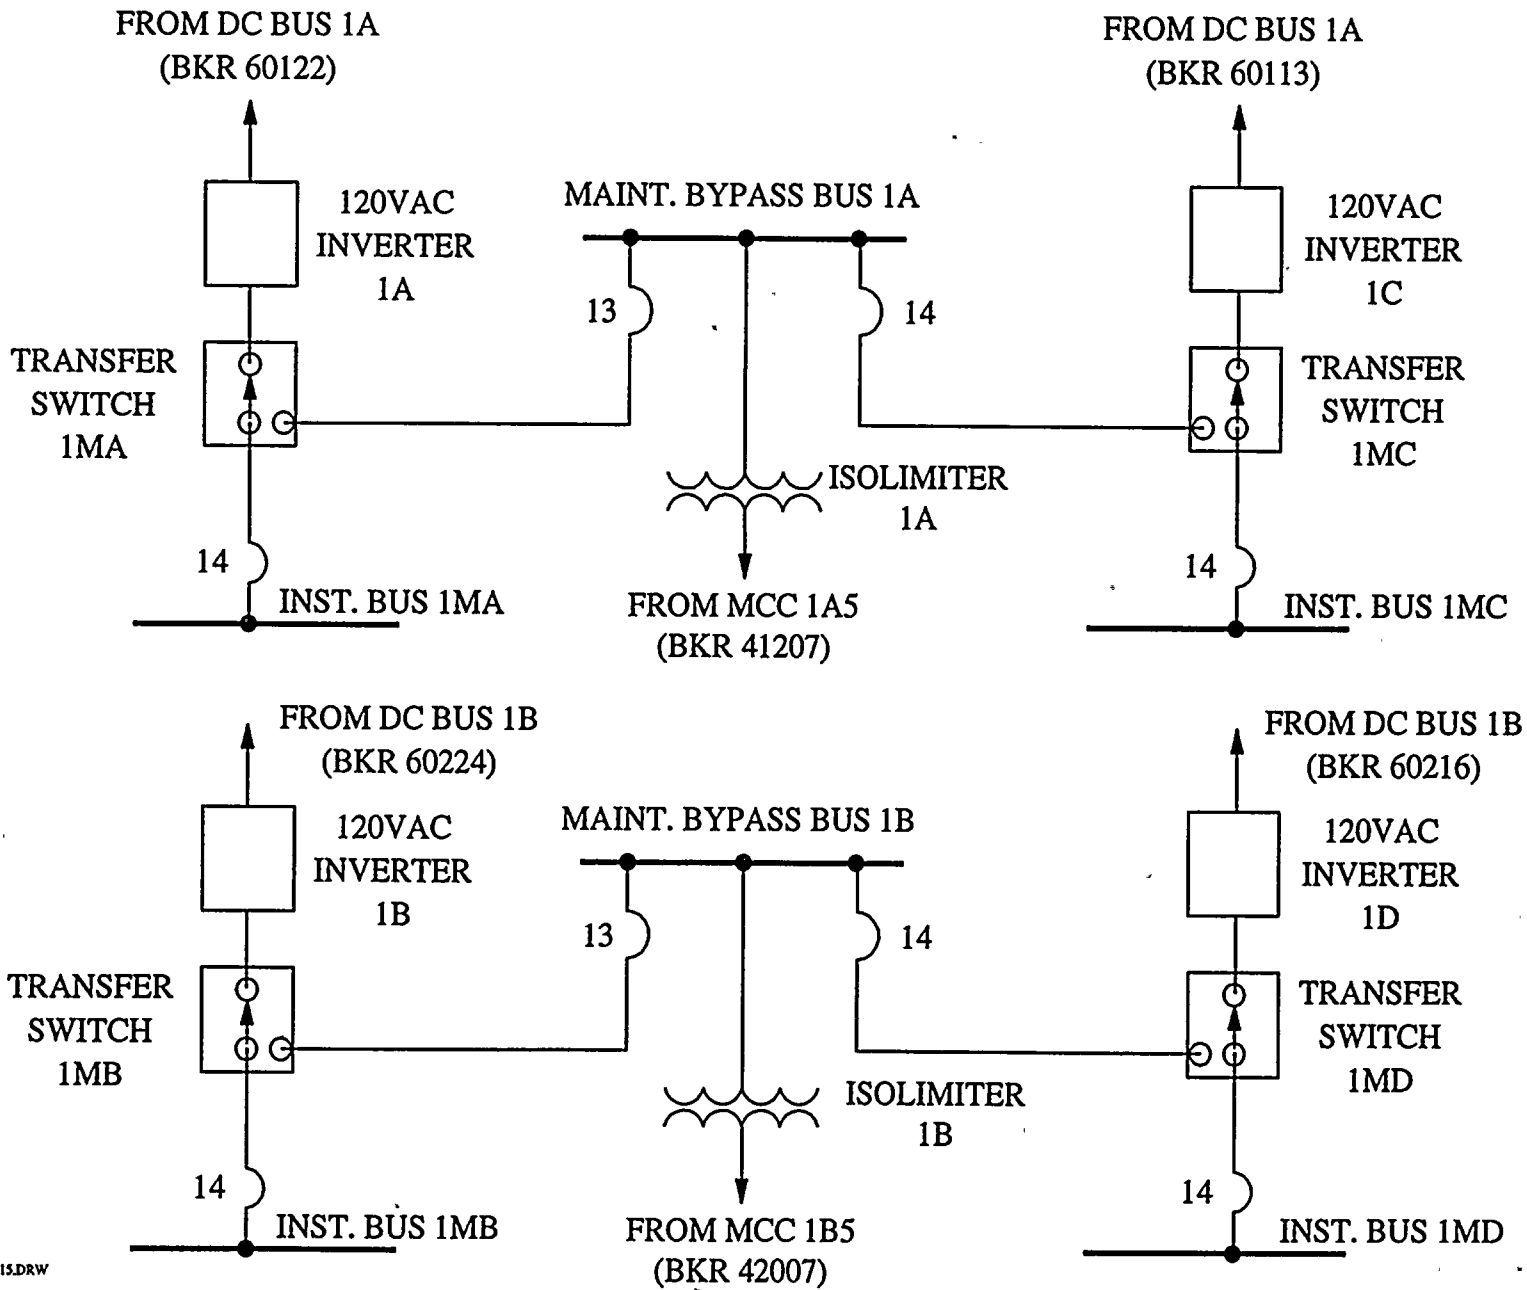 FROM DC BUS 1A
(BKR 60122)
FROM DC BUS 1A
(BKR 60113)
120VAC
INVERTER
1A
MAINT. BYPASS BUS 1A
120VAC
INVERTER
1C
13
14
TRANSFER
SWITCH
1MA
TRANSFER
SWITCH
1MC
ISOLIMITER
1A
14
14
INST. BUS 1MA
FROM MCC 1A5
(BKR 41207)
INST. BUS 1MC
FROM DC BUS 1B
(BKR 60224)
FROM DC BUS 1B
(BKR 60216)
120VAC
INVERTER
1B
MAINT. BYPASS BUS 1B
120VAC
INVERTER
1D
13
14
TRANSFER
SWITCH
1MB
TRANSFER
SWITCH
1MD
ISOLIMITER
1B
14
14
INST. BUS 1MB
FROM MCC 1B5
(BKR 42007)
INST. BUS 1MD
15.DRW